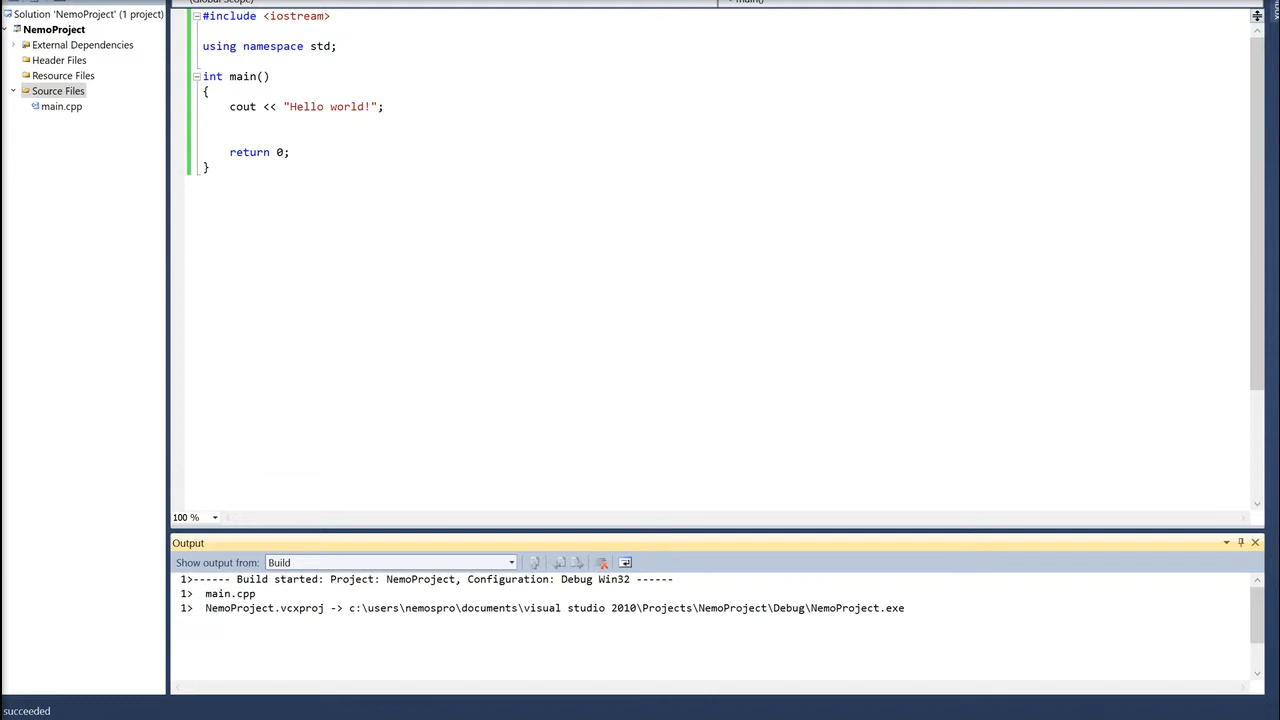 (Global Scope)
main()
Solution 'NemoProject' (1 project)
NemoProject
External Dependencies
Header Files
Resource Files
Source Files
main.cpp
#include <iostream>
using namespace std;
int main()
{
cout << "Hello world!";
return 0;
}
100 %
Output
Show output from: Build
1>------ Build started: Project: NemoProject, Configuration: Debug Win32 ------
1> main.cpp
1> NemoProject.vcxproj -> c:\users\nemospro\documents\visual studio 2010\Projects\NemoProject\Debug\NemoProject.exe
succeeded